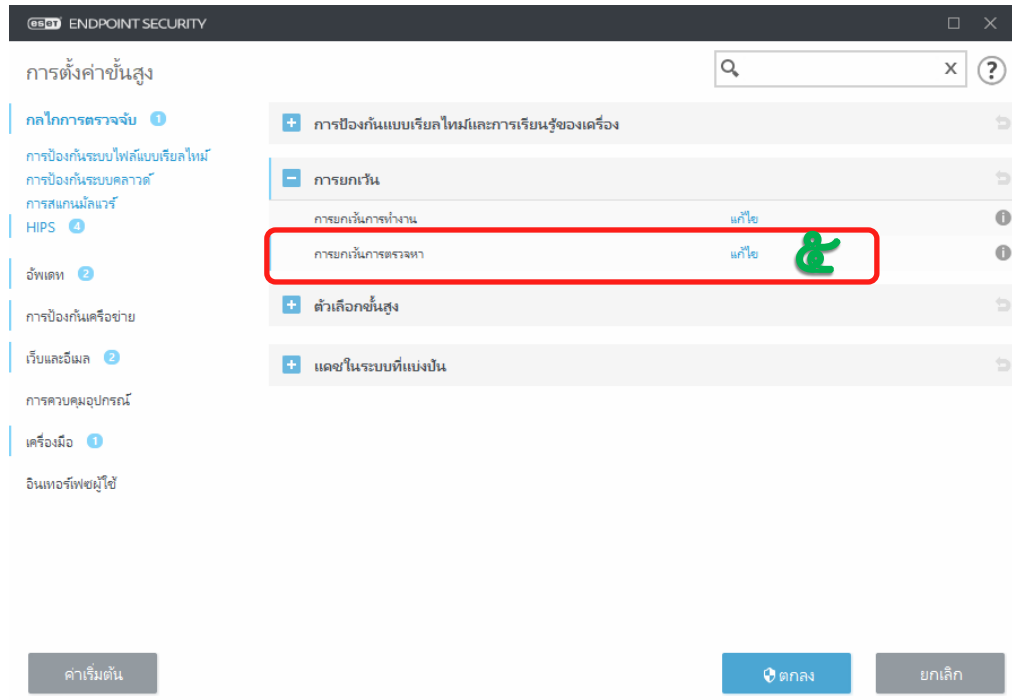 eset ENDPOINT SECURITY
การตั้งค่าขั้นสูง
X
?
กลไกการตรวจจับ 1
การป้องกันระบบไฟล์แบบเรียลไทม์
การป้องกันระบบคลาวด์
การสแกนมัลแวร์
HIPS 4
อัพเดท 2
การป้องกันเครือข่าย
เว็บและอีเมล 2
การควบคุมอุปกรณ์
เครื่องมือ 1
อินเทอร์เฟซผู้ใช้
การป้องกันแบบเรียลไทม์และการเรียนรู้ของเครื่อง
การยกเว้น
การยกเว้นการทำงาน แก้ไข
การยกเว้นการตรวจหา แก้ไข ๕
ตัวเลือกขั้นสูง
แคชในระบบที่แบ่งปัน
ค่าเริ่มต้น
ตกลง
ยกเลิก